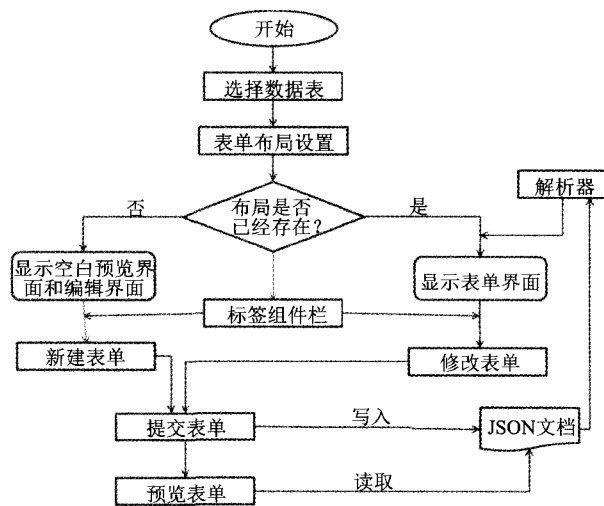 开始
选择数据表
表单布局设置
解析器
否
布局是否
已经存在?
是
显示空白预览界
面和编辑界面
显示表单界面
标签组件栏
新建表单
修改表单
提交表单
写入
JSON文档
预览表单
读取